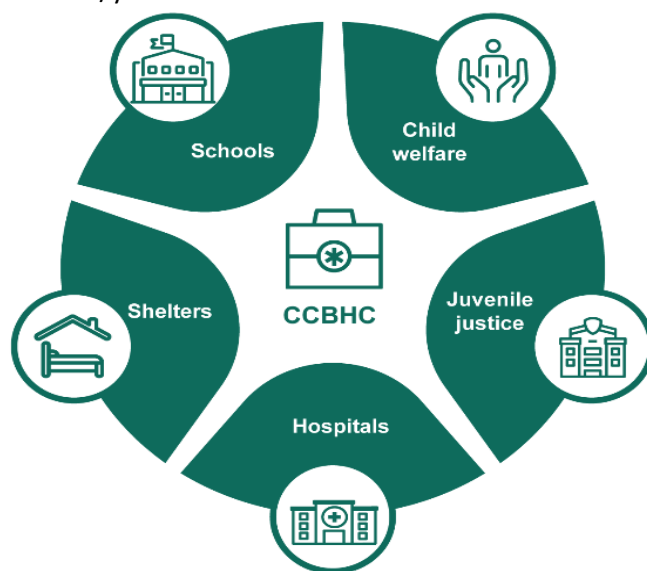 Schools
Child
welfare
Shelters
CCBHC
Juvenile
justice
Hospitals